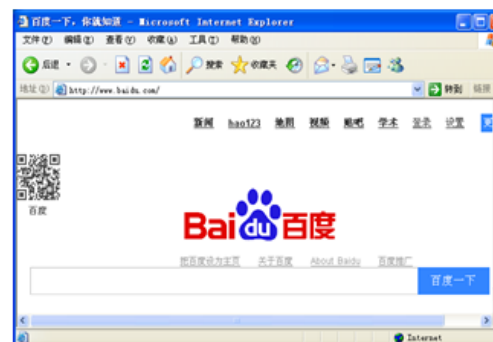 百度一下，你就知道 - Microsoft Internet Explorer
文件(F) 编辑(E) 查看(V) 收藏(A) 工具(T) 帮助(H)
后退 搜索 收藏夹
地址(D) http://www.baidu.com/ 转到 链接
新闻 hao123 地图 视频 贴吧 学术 登录 设置
百度
Bai du 百度
把百度设为主页 关于百度 About Baidu 百度推广
百度一下
Internet